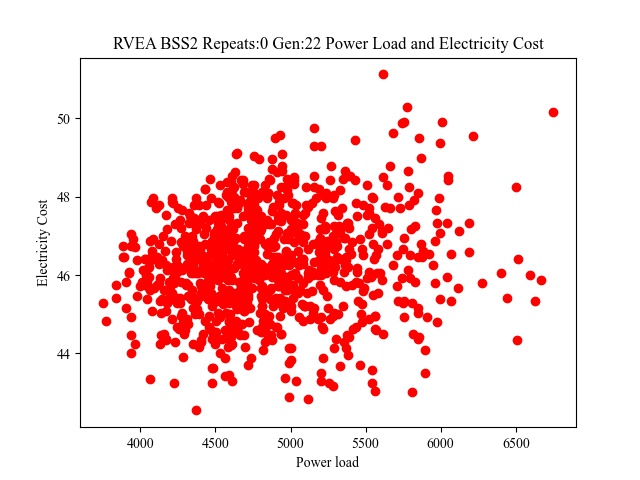 RVEA BSS2 Repeats:0 Gen:22 Power Load and Electricity Cost
50
48
46
44
Electricity Cost
4000 4500 5000 5500 6000 6500
Power load